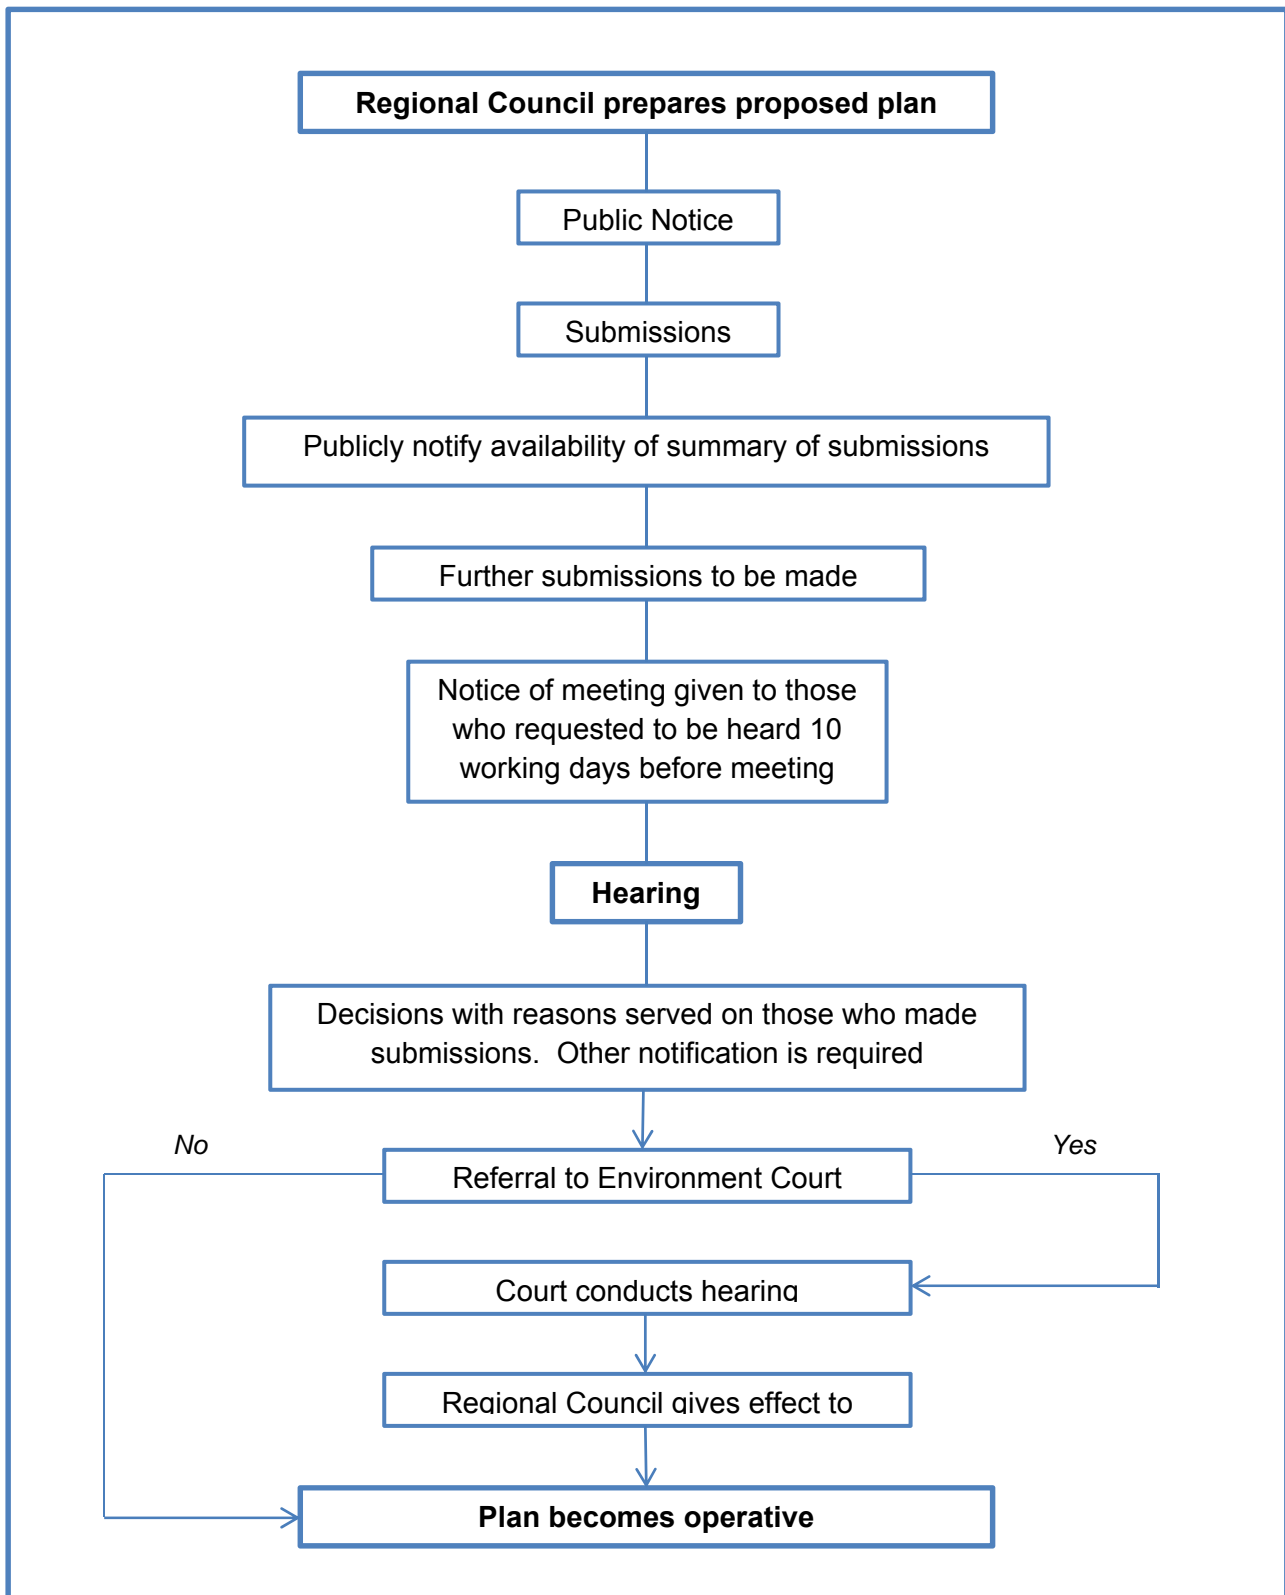 Regional Council prepares proposed plan
Public Notice
Submissions
Publicly notify availability of summary of submissions
Further submissions to be made
Notice of meeting given to those
who requested to be heard 10
working days before meeting
Hearing
Decisions with reasons served on those who made
submissions. Other notification is required
No
Yes
Referral to Environment Court
Court conducts hearing
Regional Council gives effect to
Plan becomes operative